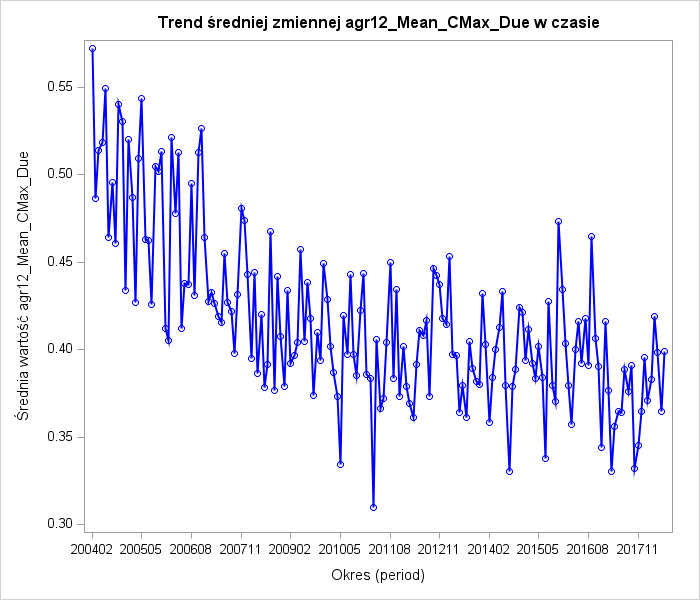 Trend średniej zmiennej agr12_Mean_CMax_Due w czasie
Średnia wartość agr12_Mean_CMax_Due
0.55
0.50
0.45
0.40
0.35
0.30
200402 200505 200608 200711 200902 201005 201108 201211 201402 201505 201608 201711
Okres (period)